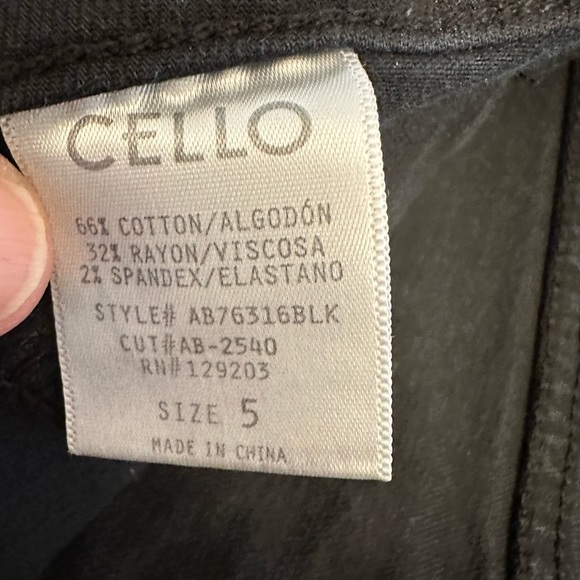 CELLO
66% COTTON/ALGODÓN
32% RAYON/VISCOSA
2% SPANDEX/ELASTANO
STYLE# AB76316BLK
CUT#AB-2540
RN#129203
SIZE 5
MADE IN CHINA